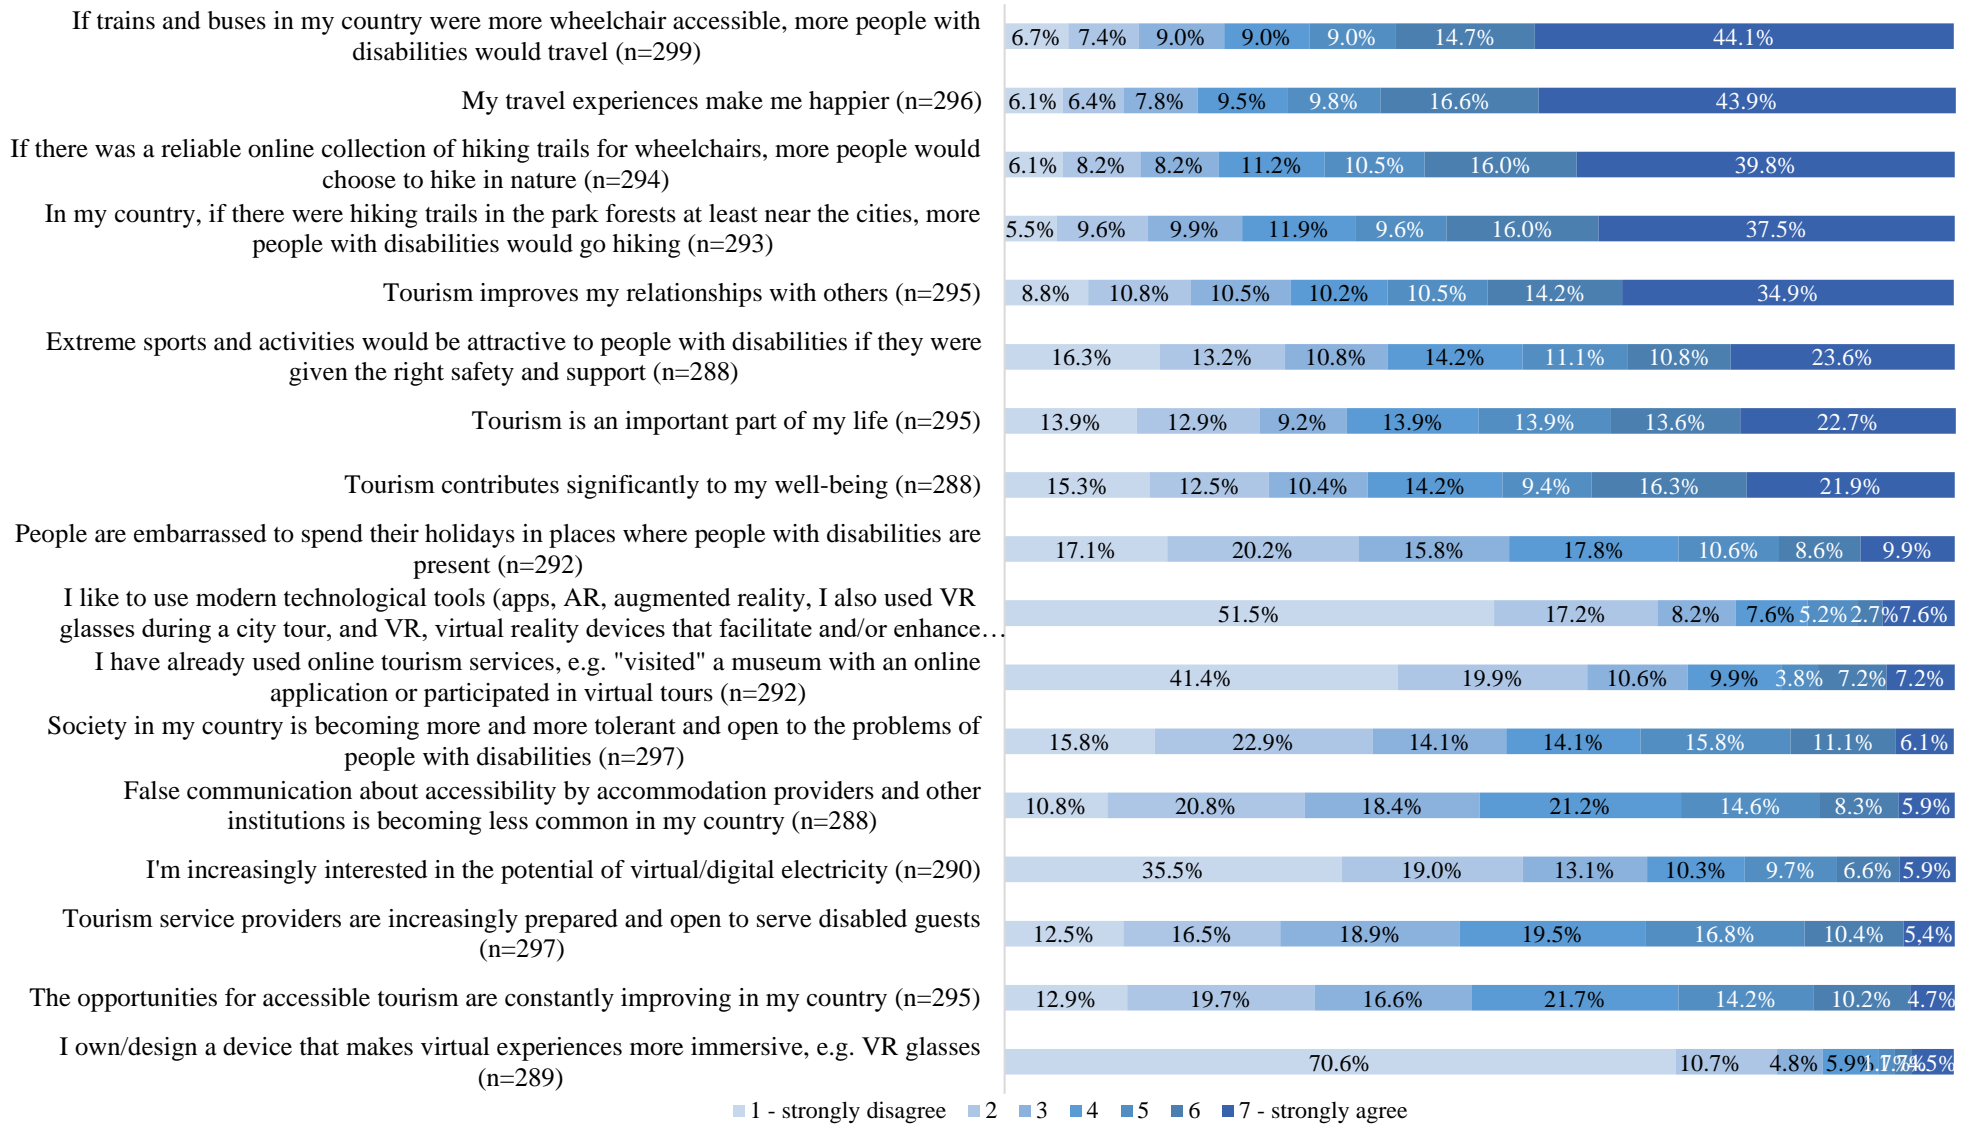 If trains and buses in my country were more wheelchair accessible, more people with
disabilities would travel (n=299)
6.7% 7.4% 9.0% 9.0% 9.0% 14.7% 44.1%
My travel experiences make me happier (n=296)
6.1% 6.4% 7.8% 9.5% 9.8% 16.6% 43.9%
If there was a reliable online collection of hiking trails for wheelchairs, more people would
choose to hike in nature (n=294)
6.1% 8.2% 8.2% 11.2% 10.5% 16.0% 39.8%
In my country, if there were hiking trails in the park forests at least near the cities, more
people with disabilities would go hiking (n=293)
5.5% 9.6% 9.9% 11.9% 9.6% 16.0% 37.5%
Tourism improves my relationships with others (n=295)
8.8% 10.8% 10.5% 10.2% 10.5% 14.2% 34.9%
Extreme sports and activities would be attractive to people with disabilities if they were
given the right safety and support (n=288)
16.3% 13.2% 10.8% 14.2% 11.1% 10.8% 23.6%
Tourism is an important part of my life (n=295)
13.9% 12.9% 9.2% 13.9% 13.9% 13.6% 22.7%
Tourism contributes significantly to my well-being (n=288)
15.3% 12.5% 10.4% 14.2% 9.4% 16.3% 21.9%
People are embarrassed to spend their holidays in places where people with disabilities are
present (n=292)
17.1% 20.2% 15.8% 17.8% 10.6% 8.6% 9.9%
I like to use modern technological tools (apps, AR, augmented reality, I also used VR
glasses during a city tour, and VR, virtual reality devices that facilitate and/or enhance…
51.5% 17.2% 8.2% 7.6% 5.2% 2.7% 7.6%
I have already used online tourism services, e.g. "visited" a museum with an online
application or participated in virtual tours (n=292)
41.4% 19.9% 10.6% 9.9% 3.8% 7.2% 7.2%
Society in my country is becoming more and more tolerant and open to the problems of
people with disabilities (n=297)
15.8% 22.9% 14.1% 14.1% 15.8% 11.1% 6.1%
False communication about accessibility by accommodation providers and other
institutions is becoming less common in my country (n=288)
10.8% 20.8% 18.4% 21.2% 14.6% 8.3% 5.9%
I'm increasingly interested in the potential of virtual/digital electricity (n=290)
35.5% 19.0% 13.1% 10.3% 9.7% 6.6% 5.9%
Tourism service providers are increasingly prepared and open to serve disabled guests
(n=297)
12.5% 16.5% 18.9% 19.5% 16.8% 10.4% 5,4%
The opportunities for accessible tourism are constantly improving in my country (n=295)
12.9% 19.7% 16.6% 21.7% 14.2% 10.2% 4.7%
I own/design a device that makes virtual experiences more immersive, e.g. VR glasses
(n=289)
70.6% 10.7% 4.8% 5.9% 4.5%
1 - strongly disagree 2 3 4 5 6 7 - strongly agree